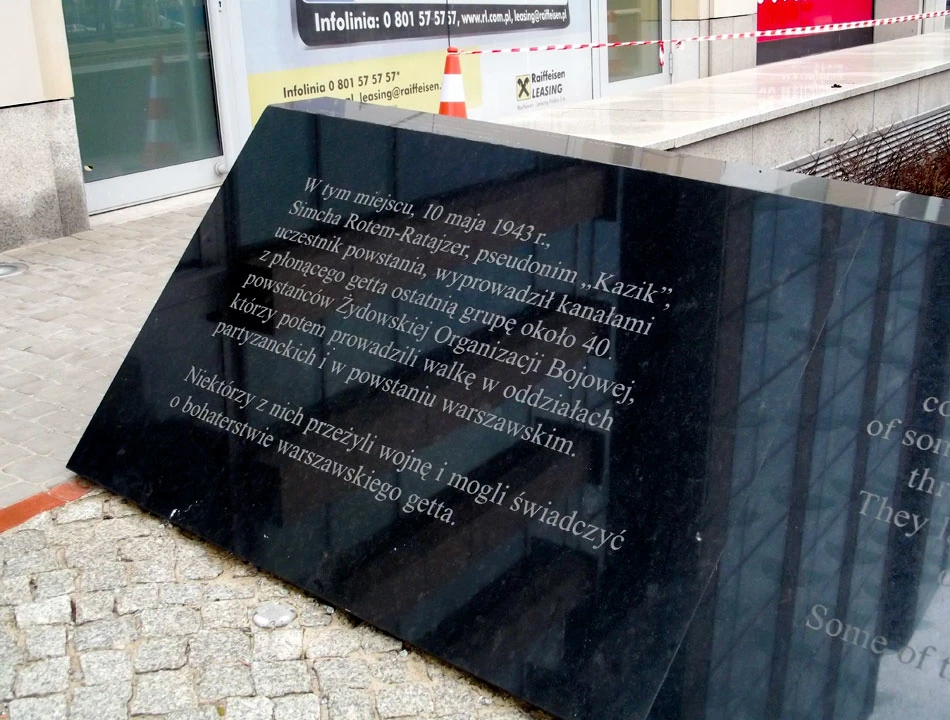 Infolinia: 0 801 57 57 57, www.rl.com.pl, leasing@raiffeisen.pl
Infolinia 0 801 57 57 57*
leasing@raiffeisen.
Raiffeisen
LEASING
W tym miejscu, 10 maja 1943 r.,
Simcha Rotem-Ratajzer, pseudonim „Kazik”,
uczestnik powstania, wyprowadził kanałami
z płonącego getta ostatnią grupę około 40.
powstańców Żydowskiej Organizacji Bojowej,
którzy potem prowadzili walkę w oddziałach
partyzanckich i w powstaniu warszawskim.
Niektórzy z nich przeżyli wojnę i mogli świadczyć
o bohaterstwie warszawskiego getta.
of som
They
Some of